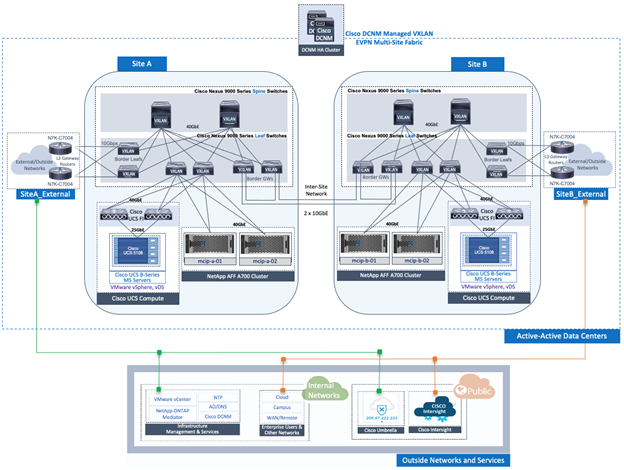 Cisco
DCNM
DCNM HA Cluster
Cisco DCNM Managed VXLAN
EVPN Multi-Site Fabric
Site A
Site B
Cisco Nexus 9000 Series Spine Switches
VXLAN
VXLAN
40GbE
Cisco Nexus 9000 Series Leaf Switches
N7K-C7004
10Gbps
VXLAN
Border Leafs
VXLAN
L3 Gateway
Routers
External/Outside
Networks
N7K-C7004
SiteA_External
VXLAN
VXLAN
VXLAN
VXLAN
Border GWs
40GbE
Cisco
UCS FI
25GbE
Cisco
UCS 5108
Cisco UCS B-Series
M5 Servers
VMware vSphere, vDS
Cisco UCS Compute
40GbE
mcip-a-01
mcip-a-02
NetApp AFF A700 Cluster
Inter-Site
Network
2 x 10GbE
Cisco Nexus 9000 Series Spine Switches
VXLAN
VXLAN
40GbE
Cisco Nexus 9000 Series Leaf Switches
10Gbps
VXLAN
Border Leafs
VXLAN
N7K-C7004
L3 Gateway
Routers
External/Outside
Networks
N7K-C7004
SiteB_External
VXLAN
VXLAN
VXLAN
VXLAN
Border GWs
40GbE
Cisco
UCS FI
25GbE
Cisco
UCS 5108
Cisco UCS B-Series
M5 Servers
VMware vSphere, vDS
Cisco UCS Compute
40GbE
mcip-b-01
mcip-b-02
NetApp AFF A700 Cluster
Active-Active Data Centers
VMware vCenter
NTP
AD/DNS
NetApp ONTAP
Mediator
Cisco DCNM
Infrastructure
Management & Services
Cloud
Campus
WAN/Remote
Enterprise Users &
Other Networks
Internal
Networks
208.67.222.222
Cisco Umbrella
CISCO
Intersight
Cisco Intersight
Public
Outside Networks and Services